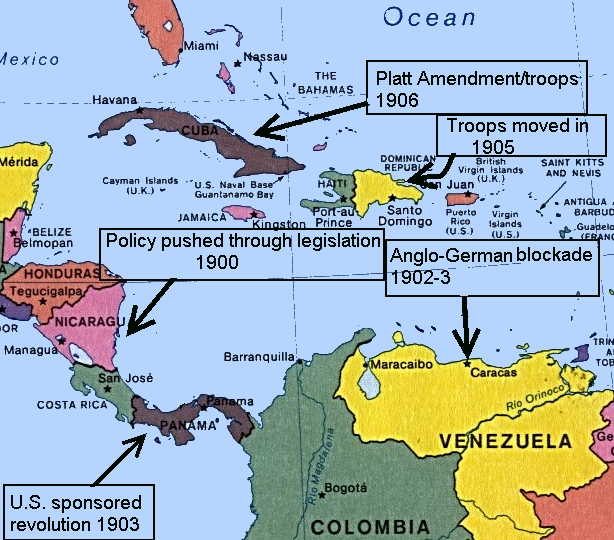 Ocean
Mexico
Miami
Nassau
THE
BAHAMAS
Platt Amendment/troops
1906
Havana
CUBA
Troops moved in
1905
Mérida
Cayman Islands
(U.K.)
U.S. Naval Base
Guantanamo Bay
HAITI
DOMINICAN
REPUBLIC
San Juan
British
Virgin Islands
(U.K.)
SAINT KITTS
AND NEVIS
JAMAICA
Kingston
Port-au
Prince
Santo
Domingo
Puerto
Rico
(U.S.)
Virgin
Islands
(U.S.)
ANTIGUA A
BARBUD
Guadelo
(FRANC
BELIZE
Belmopan
Policy pushed through legislation
1900
Anglo-German blockade
1902-3
HONDURAS
Tegucigalpa
NICARAGU
DOR
Managua
San José
COSTA RICA
Barranquilla
Maracaibo
Caracas
TRIN
A
TOB
Río Orinoco
Panama
PANAMA
VENEZUELA
Ge
Río Magdalena
Bogotá
COLOMBIA
U.S. sponsored
revolution 1903